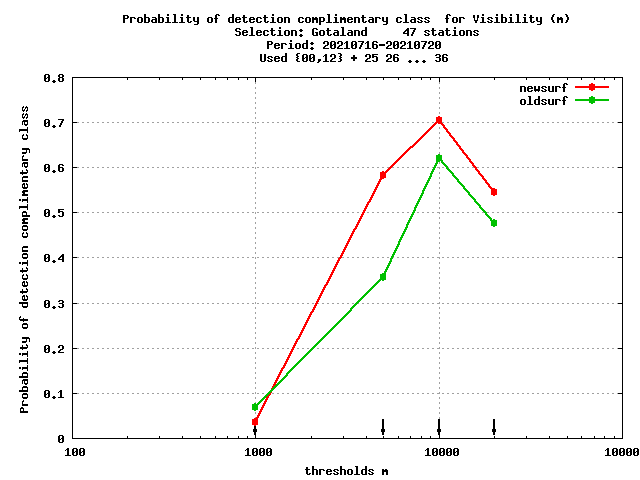 Probability of detection complimentary class  for Visibility (m)
Selection: Gotaland     47 stations
Period: 20210716-20210720
Used {00,12} + 25 26 ... 36
newsurf
oldsurf
Probability of detection complimentary class
0.8
0.7
0.6
0.5
0.4
0.3
0.2
0.1
0
100 1000 10000 10000
thresholds m